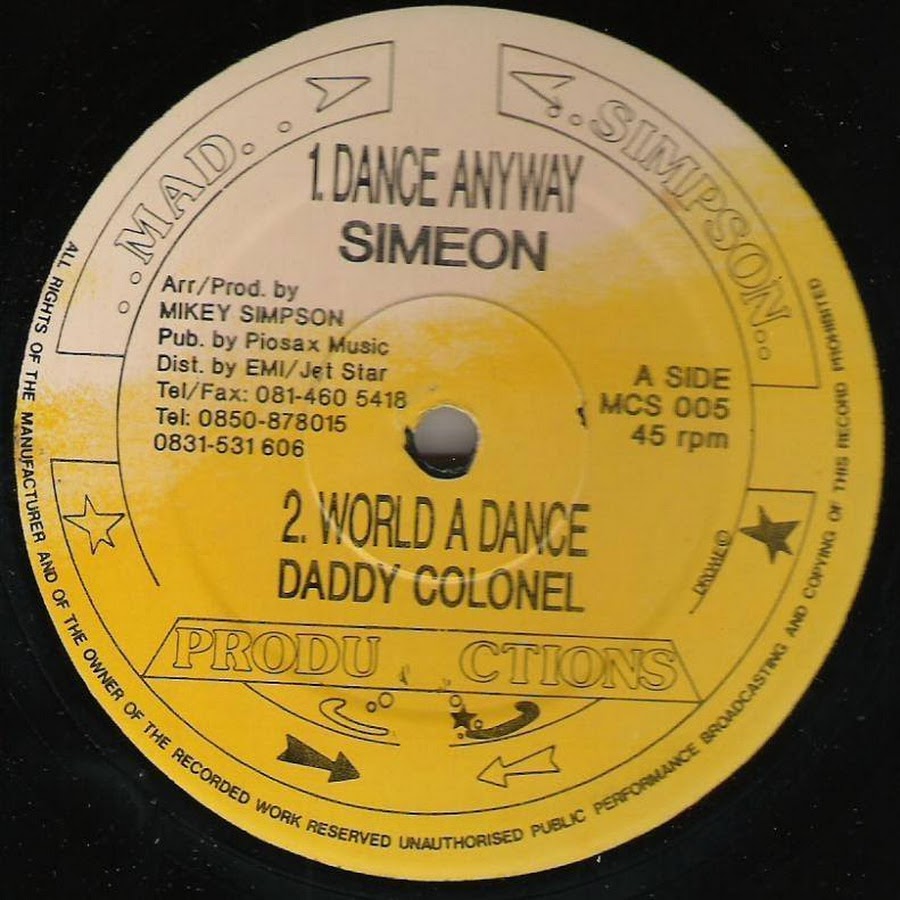 ..MAD..
..SIMPSON..
1. DANCE ANYWAY
SIMEON
Arr/Prod. by
MIKEY SIMPSON
Pub. by Piosax Music
Dist. by EMI/Jet Star
Tel/Fax: 081-460 5418
Tel: 0850-878015
0831-531 606
A SIDE
MCS 005
45 rpm
2. WORLD A DANCE
DADDY COLONEL
PRODUCTIONS
ALL RIGHTS OF THE MANUFACTURER AND OF THE OWNER OF THE RECORDED WORK RESERVED UNAUTHORISED PUBLIC PERFORMANCE BROADCASTING AND COPYING OF THIS RECORD PROHIBITED